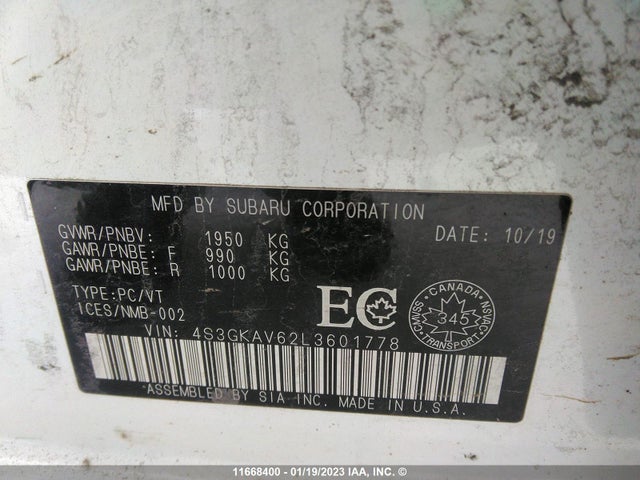 MFD BY SUBARU CORPORATION
GVWR/PNBV: 1950 KG
DATE: 10/19
GAWR/PNBE: F 990 KG
GAWR/PNBE: R 1000 KG
TYPE:PC/VT
ICES/NMB-002
EC
CANADA
CMVSS
345
NSVAC
TRANSPORT
VIN: 4S3GKAV62L3601778
ASSEMBLED BY SIA INC. MADE IN U.S.A.
11668400 - 01/19/2023 IAA, INC. ©